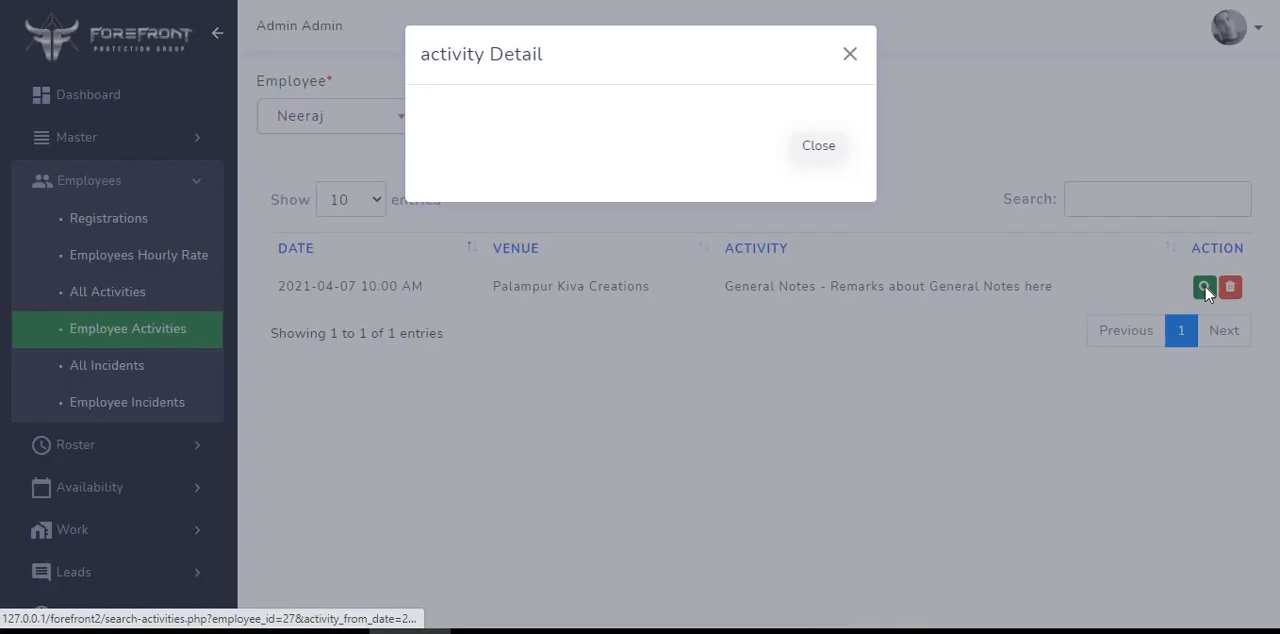 FOREFRONT
PROTECTION GROUP
Dashboard
Master
Employees
Registrations
Employees Hourly Rate
All Activities
Employee Activities
All Incidents
Employee Incidents
Roster
Availability
Work
Leads
Admin Admin
activity Detail
Close
Employee*
Neeraj
Show 10 entries
Search:
DATE VENUE ACTIVITY ACTION
2021-04-07 10:00 AM Palampur Kiva Creations General Notes - Remarks about General Notes here
Showing 1 to 1 of 1 entries
Previous 1 Next
127.0.0.1/forefront2/search-activities.php?employee_id=27&activity_from_date=2...